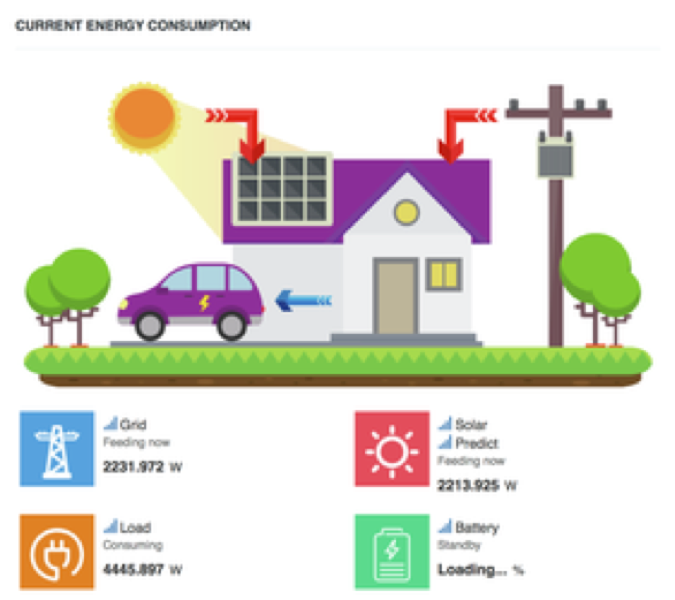 CURRENT ENERGY CONSUMPTION
Grid
Feeding now
2231.972 W
Solar
Predict
Feeding now
2213.925 W
Load
Consuming
4445.897 W
Battery
Standby
Loading... %